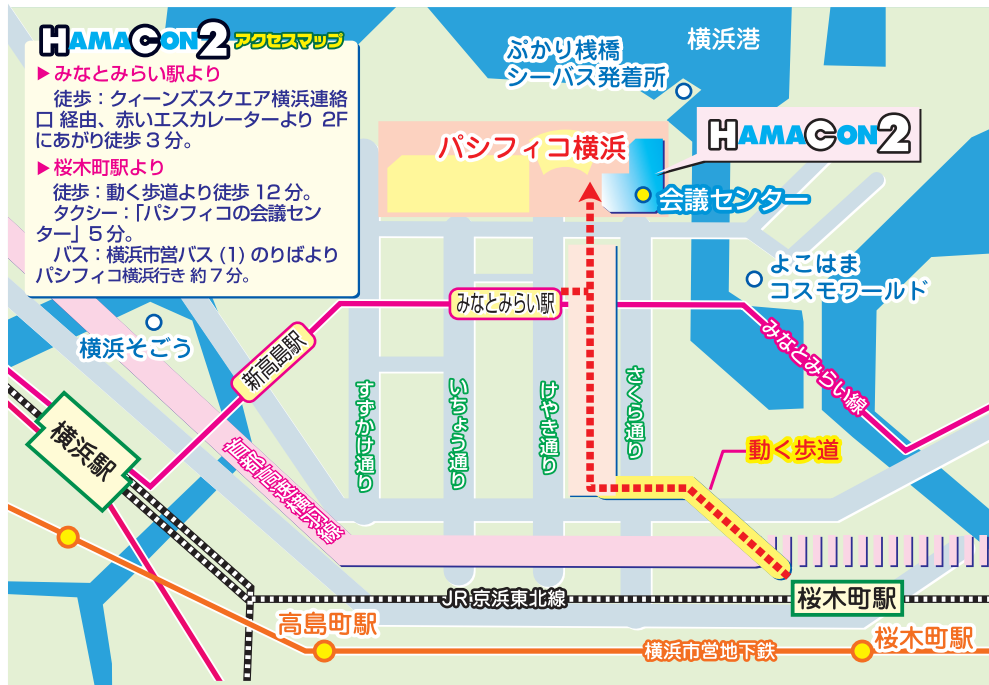 HAMACON2 アクセスマップ
▶みなとみらい駅より
徒歩：クィーンズスクエア横浜連絡
口 経由、赤いエスカレーターより 2F
にあがり徒歩 3 分。
▶桜木町駅より
徒歩：動く歩道より徒歩 12 分。
タクシー：「パシフィコの会議セン
ター」5 分。
バス：横浜市営バス (1) のりばより
パシフィコ横浜行き 約 7 分。
ぷかり桟橋
シーバス発着所
横浜港
HAMACON2
パシフィコ横浜
会議センター
よこはま
コスモワールド
みなとみらい駅
みなとみらい線
横浜そごう
新高島駅
すずかけ通り
いちょう通り
けやき通り
さくら通り
横浜駅
首都高速横羽線
動く歩道
JR 京浜東北線
桜木町駅
高島町駅
横浜市営地下鉄
桜木町駅